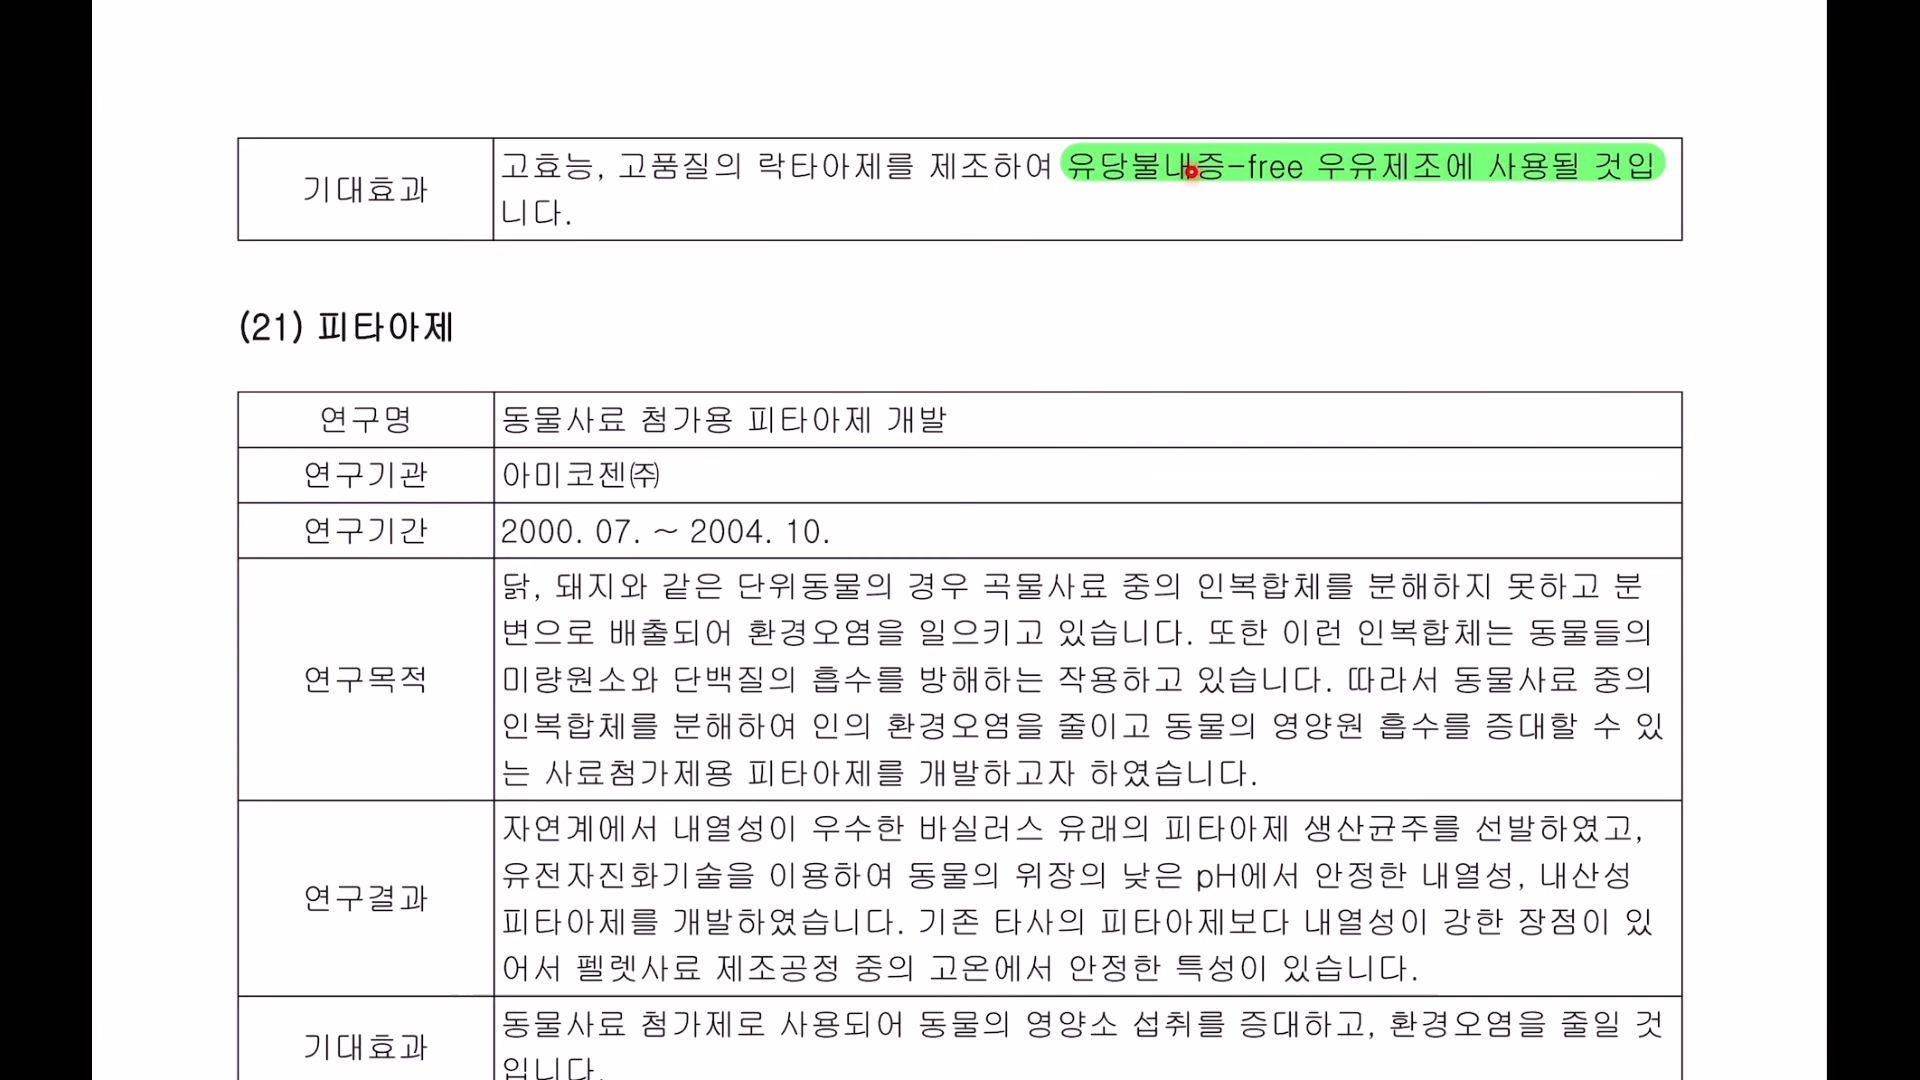 기대효과
고효능, 고품질의 락타아제를 제조하여 유당불내증-free 우유제조에 사용될 것입
니다.
(21) 피타아제
연구명
동물사료 첨가용 피타아제 개발
연구기관
아미코젠㈜
연구기간
2000. 07. ~ 2004. 10.
연구목적
닭, 돼지와 같은 단위동물의 경우 곡물사료 중의 인복합체를 분해하지 못하고 분
변으로 배출되어 환경오염을 일으키고 있습니다. 또한 이런 인복합체는 동물들의
미량원소와 단백질의 흡수를 방해하는 작용하고 있습니다. 따라서 동물사료 중의
인복합체를 분해하여 인의 환경오염을 줄이고 동물의 영양원 흡수를 증대할 수 있
는 사료첨가제용 피타아제를 개발하고자 하였습니다.
연구결과
자연계에서 내열성이 우수한 바실러스 유래의 피타아제 생산균주를 선발하였고,
유전자진화기술을 이용하여 동물의 위장의 낮은 pH에서 안정한 내열성, 내산성
피타아제를 개발하였습니다. 기존 타사의 피타아제보다 내열성이 강한 장점이 있
어서 펠렛사료 제조공정 중의 고온에서 안정한 특성이 있습니다.
기대효과
동물사료 첨가제로 사용되어 동물의 영양소 섭취를 증대하고, 환경오염을 줄일 것
입니다.